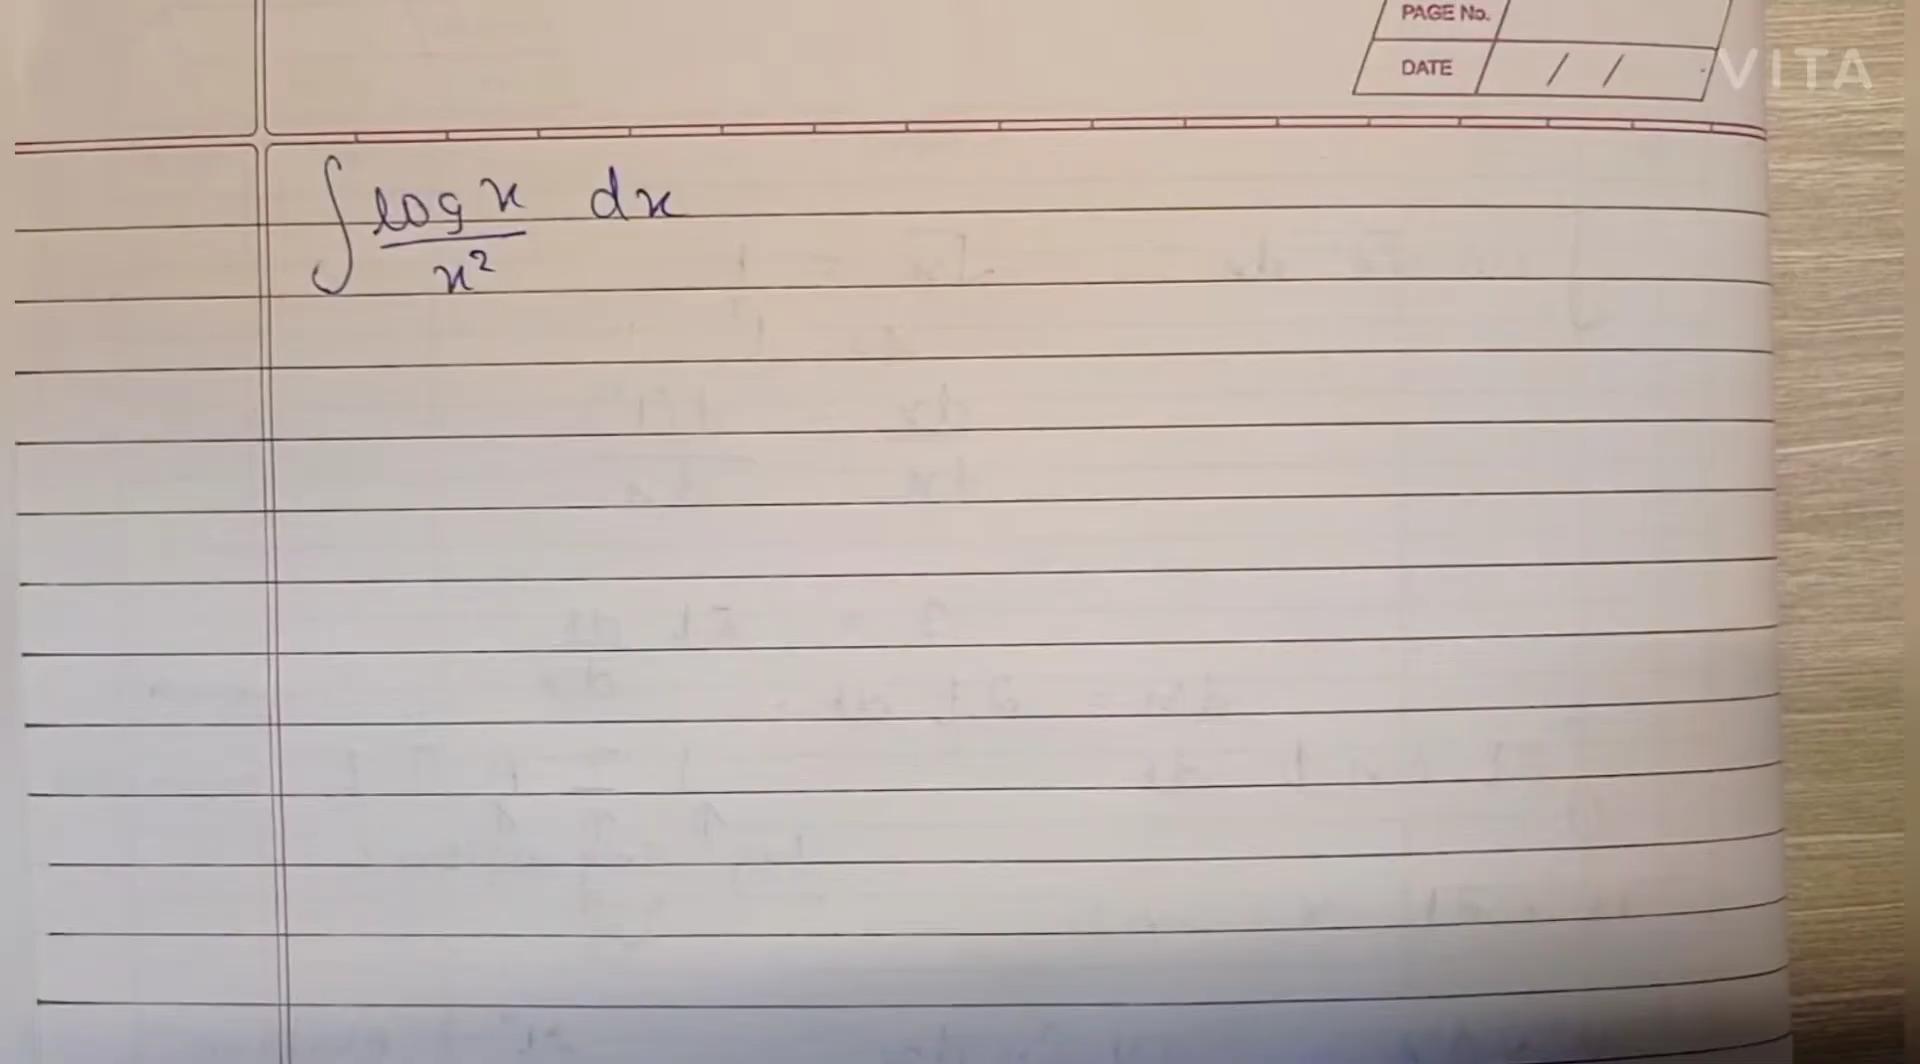 PAGE No.
DATE / /
VITA
∫ log x / x² dx